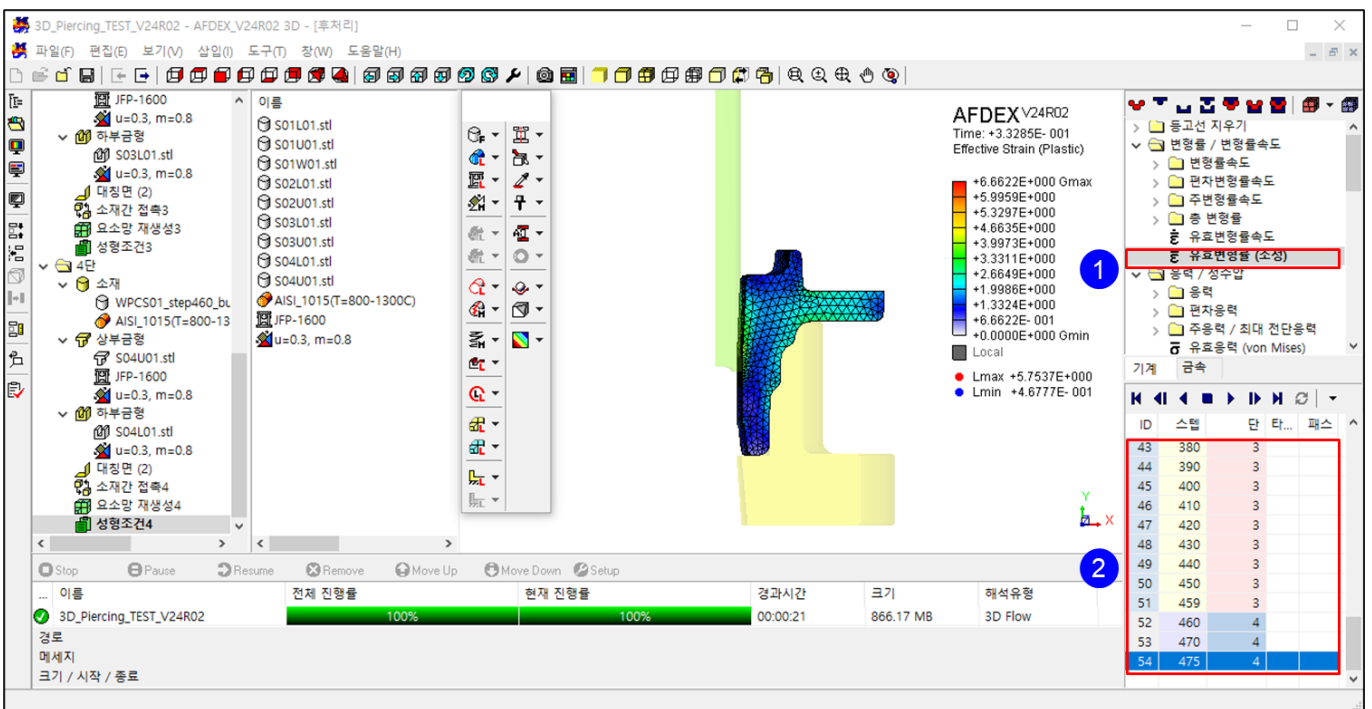 3D_Piercing_TEST_V24R02 - AFDEX_V24R02 3D - [후처리]
파일(F) 편집(E) 보기(V) 삽입(I) 도구(T) 창(W) 도움말(H)
JFP-1600
u=0.3, m=0.8
하부금형
S03L01.stl
u=0.3, m=0.8
대칭면 (2)
소재간 접촉3
요소망 재생성3
성형조건3
4단
소재
WPCS01_step460_bu
AISI_1015(T=800-13
상부금형
S04U01.stl
JFP-1600
u=0.3, m=0.8
하부금형
S04L01.stl
u=0.3, m=0.8
대칭면 (2)
소재간 접촉4
요소망 재생성4
성형조건4
이름
S01L01.stl
S01U01.stl
S01W01.stl
S02L01.stl
S02U01.stl
S03L01.stl
S03U01.stl
S04L01.stl
S04U01.stl
AISI_1015(T=800-1300C)
JFP-1600
u=0.3, m=0.8
AFDEX V24R02
Time: +3.3285E- 001
Effective Strain (Plastic)
+6.6622E+000 Gmax
+5.9959E+000
+5.3297E+000
+4.6635E+000
+3.9973E+000
+3.3311E+000
+2.6649E+000
+1.9986E+000
+1.3324E+000
+6.6622E- 001
+0.0000E+000 Gmin
Local
Lmax +5.7537E+000
Lmin +4.6777E- 001
Y
Z X
1
2
등고선 지우기
변형률 / 변형률속도
변형률속도
편차변형률속도
주변형률속도
총 변형률
유효변형률속도
유효변형률 (소성)
응력 / 정수압
응력
편차응력
주응력 / 최대 전단응력
유효응력 (von Mises)
기계 금속
ID 스텝 단 타... 패스
43 380 3
44 390 3
45 400 3
46 410 3
47 420 3
48 430 3
49 440 3
50 450 3
51 459 3
52 460 4
53 470 4
54 475 4
Stop Pause Resume Remove Move Up Move Down Setup
... 이름 전체 진행률 현재 진행률 경과시간 크기 해석유형
3D_Piercing_TEST_V24R02 100% 100% 00:00:21 866.17 MB 3D Flow
경로
메세지
크기 / 시작 / 종료